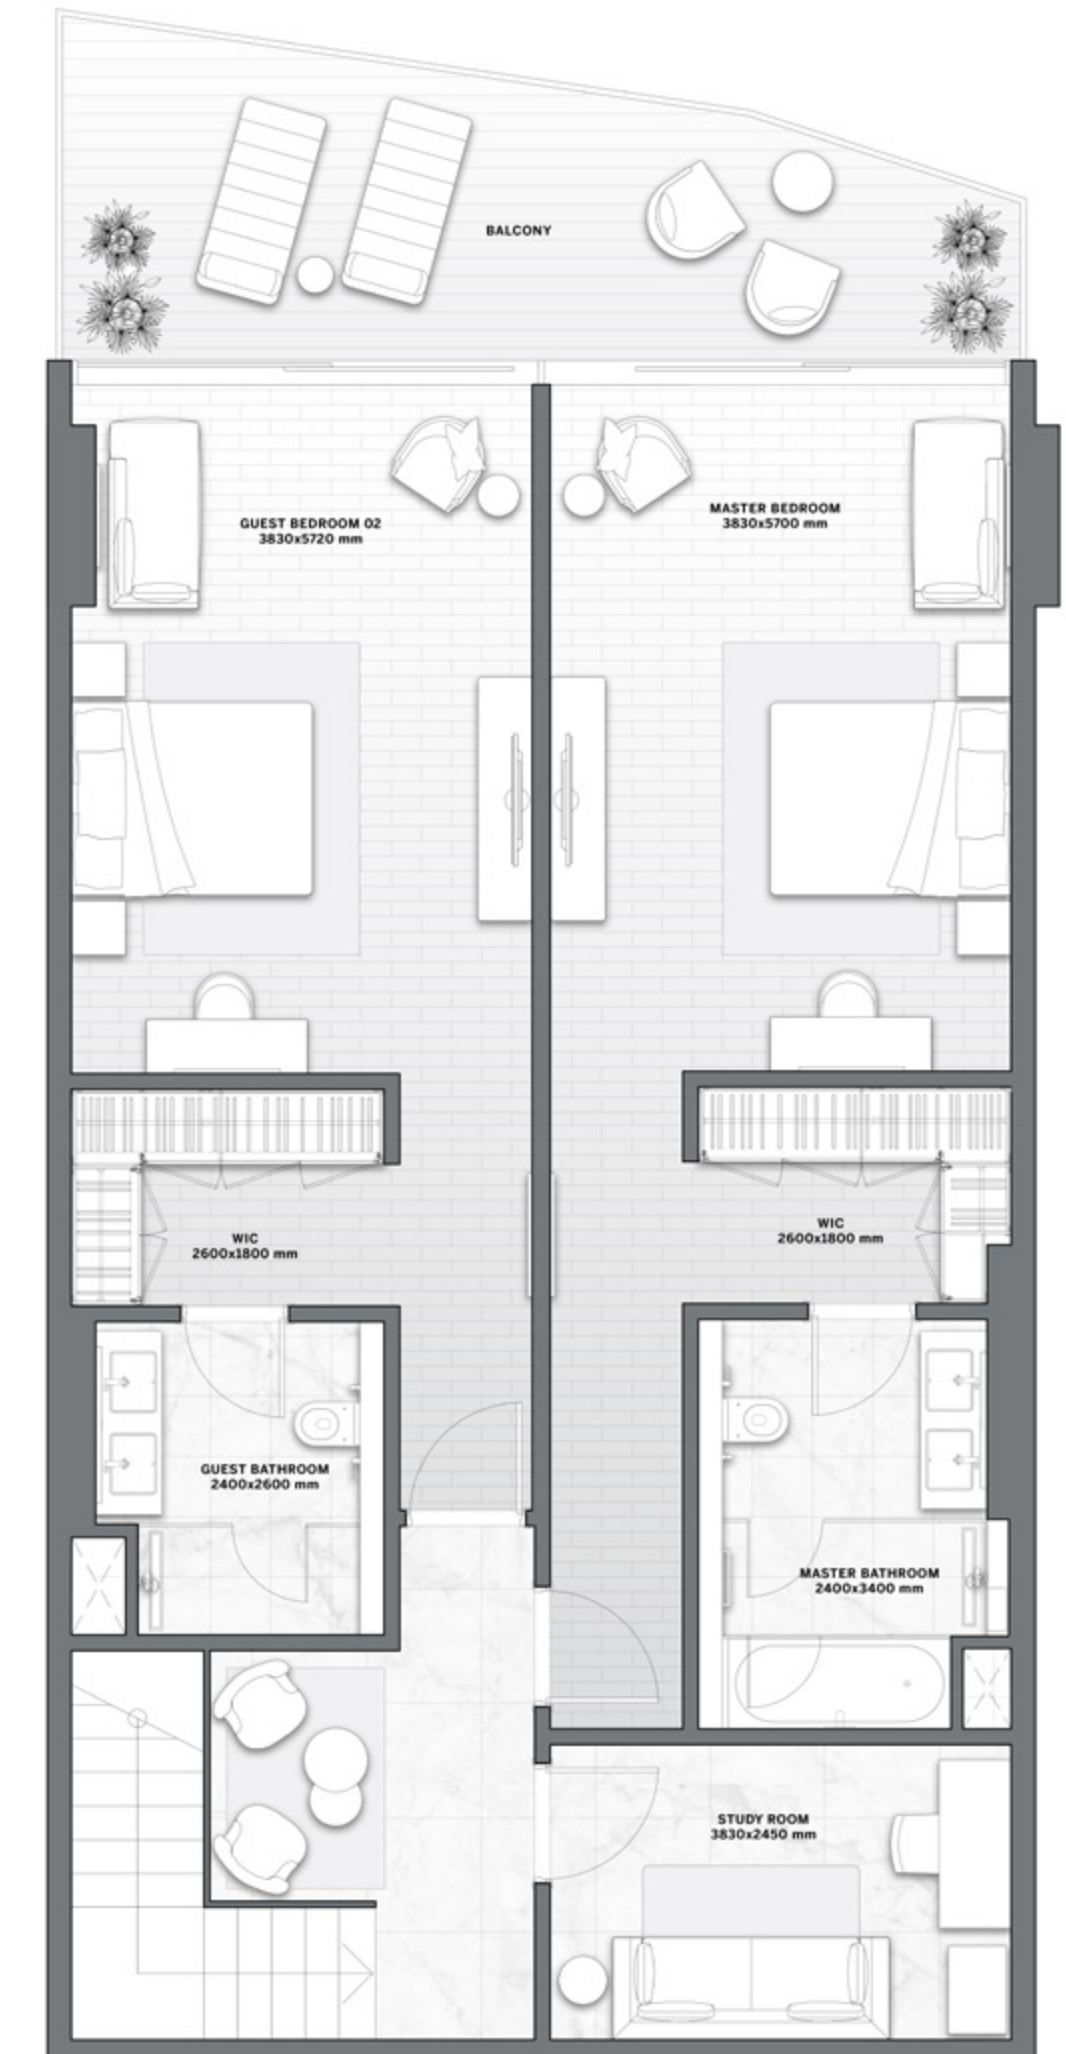 BALCONY
GUEST BEDROOM 02
3830x5720 mm
MASTER BEDROOM
3830x5700 mm
WIC
2600x1800 mm
WIC
2600x1800 mm
GUEST BATHROOM
2400x2600 mm
MASTER BATHROOM
2400x3400 mm
STUDY ROOM
3830x2450 mm